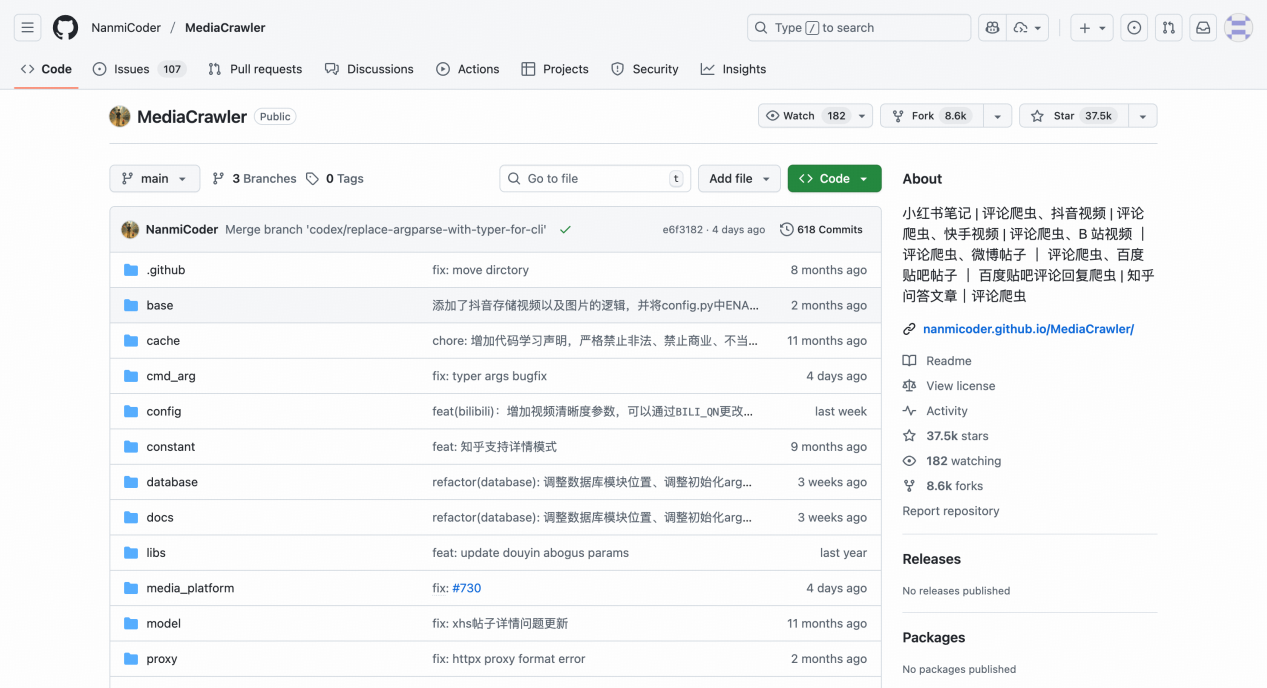 NanmiCoder / MediaCrawler
Type / to search
Code Issues 107 Pull requests Discussions Actions Projects Security Insights
MediaCrawler Public
Watch 182 Fork 8.6k Star 37.5k
main 3 Branches 0 Tags Go to file t Add file Code
NanmiCoder Merge branch 'codex/replace-argparse-with-typer-for-cli' e6f3182 · 4 days ago 618 Commits
.github fix: move dirctory 8 months ago
base 添加了抖音存储视频以及图片的逻辑，并将config.py中ENA... 2 months ago
cache chore: 增加代码学习声明，严格禁止非法、禁止商业、不当... 11 months ago
cmd_arg fix: typer args bugfix 4 days ago
config feat(bilibili)：增加视频清晰度参数，可以通过BILI_QN更改... last week
constant feat: 知乎支持详情模式 9 months ago
database refactor(database): 调整数据库模块位置、调整初始化arg... 3 weeks ago
docs refactor(database): 调整数据库模块位置、调整初始化arg... 3 weeks ago
libs feat: update douyin abogus params last year
media_platform fix: #730 4 days ago
model fix: xhs帖子详情问题更新 11 months ago
proxy fix: httpx proxy format error 2 months ago
About
小红书笔记 | 评论爬虫、抖音视频 | 评论
爬虫、快手视频 | 评论爬虫、B 站视频 ｜
评论爬虫、微博帖子 ｜ 评论爬虫、百度
贴吧帖子 ｜ 百度贴吧评论回复爬虫 | 知乎
问答文章｜评论爬虫
nanmicoder.github.io/MediaCrawler/
Readme
View license
Activity
37.5k stars
182 watching
8.6k forks
Report repository
Releases
No releases published
Packages
No packages published